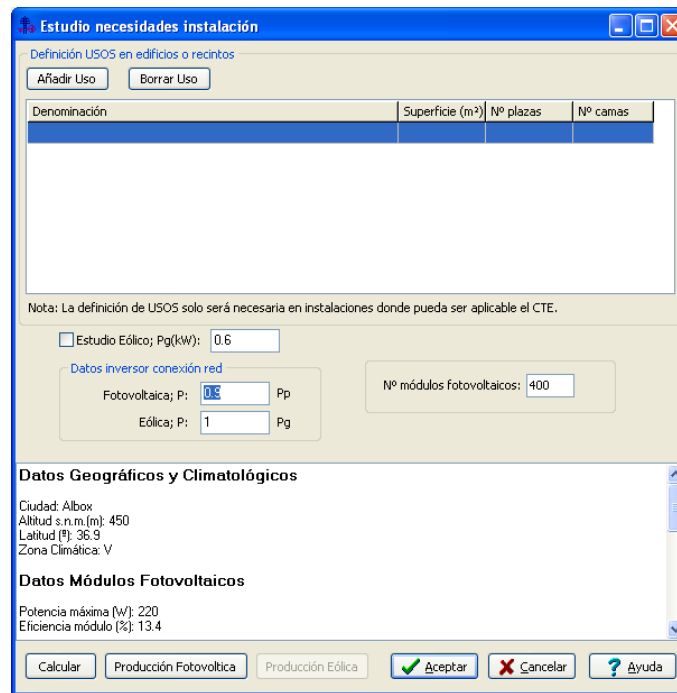 Estudio necesidades instalación
Definición USOS en edificios o recintos
Añadir Uso Borrar Uso
Denominación Superficie (m²) Nº plazas Nº camas
Nota: La definición de USOS solo será necesaria en instalaciones donde pueda ser aplicable el CTE.
Estudio Eólico; Pg(kW): 0.6
Datos inversor conexión red
Fotovoltaica; P: 0.9 Pp
Nº módulos fotovoltaicos: 400
Eólica; P: 1 Pg
Datos Geográficos y Climatológicos
Ciudad: Albox
Altitud s.n.m.(m): 450
Latitud (º): 36.9
Zona Climática: V
Datos Módulos Fotovoltaicos
Potencia máxima (W): 220
Eficiencia módulo (%): 13.4
Calcular Producción Fotovoltica Producción Eólica Aceptar Cancelar Ayuda